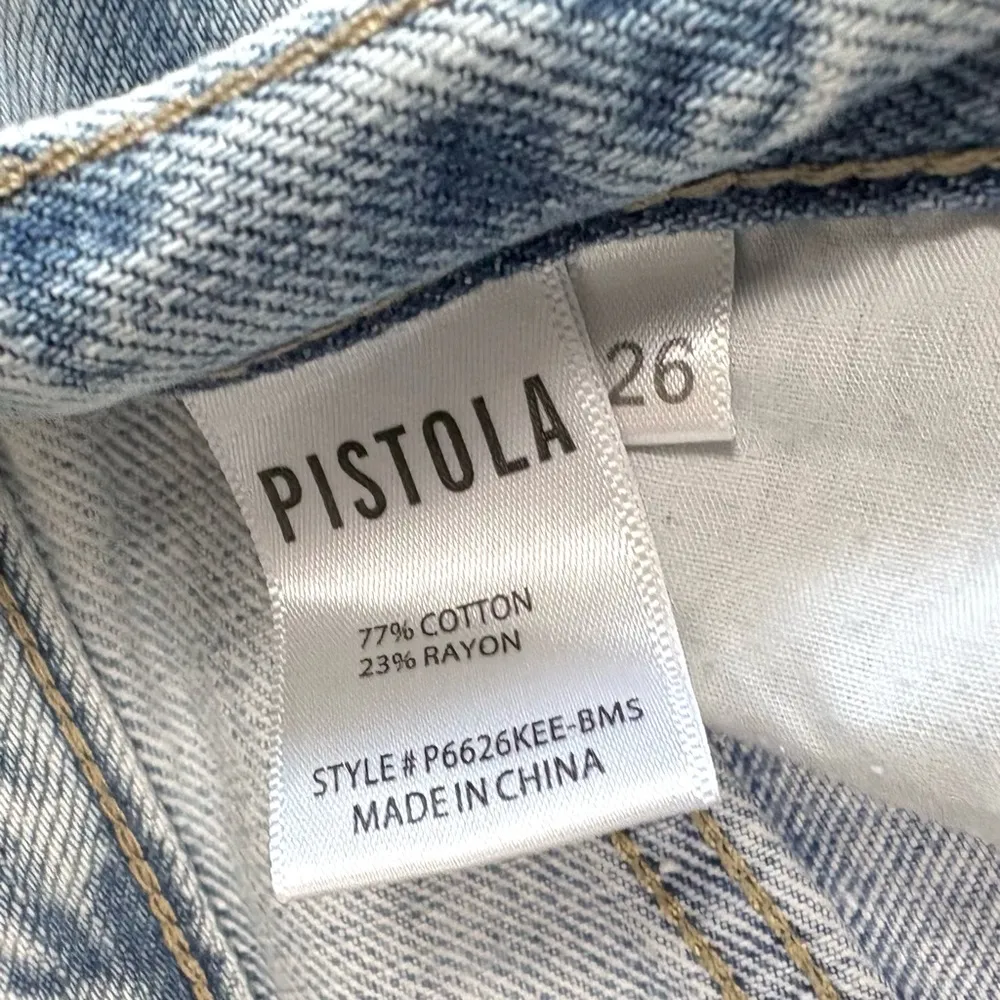 PISTOLA
26
77% COTTON
23% RAYON
STYLE # P6626KEE-BMS
MADE IN CHINA